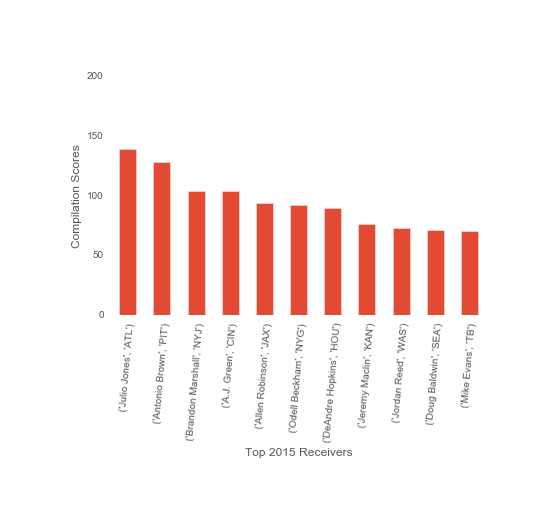 200
150
100
50
0
Compilation Scores
('Julio Jones', 'ATL')
('Antonio Brown', 'PIT')
('Brandon Marshall', 'NYJ')
('A.J. Green', 'CIN')
('Allen Robinson', 'JAX')
('Odell Beckham', 'NYG')
('DeAndre Hopkins', 'HOU')
('Jeremy Maclin', 'KAN')
('Jordan Reed', 'WAS')
('Doug Baldwin', 'SEA')
('Mike Evans', 'TB')
Top 2015 Receivers